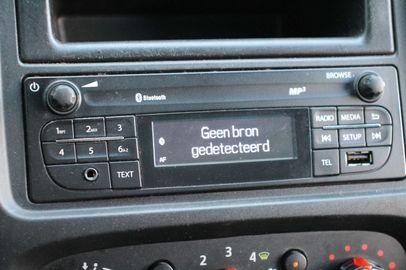 BROWSE
Bluetooth
MP3
1
2ABC
3
Geen bron
RADIO
MEDIA
4
5
6
gedetecteerd
SETUP
AF
TEXT
TEL
2
3
4